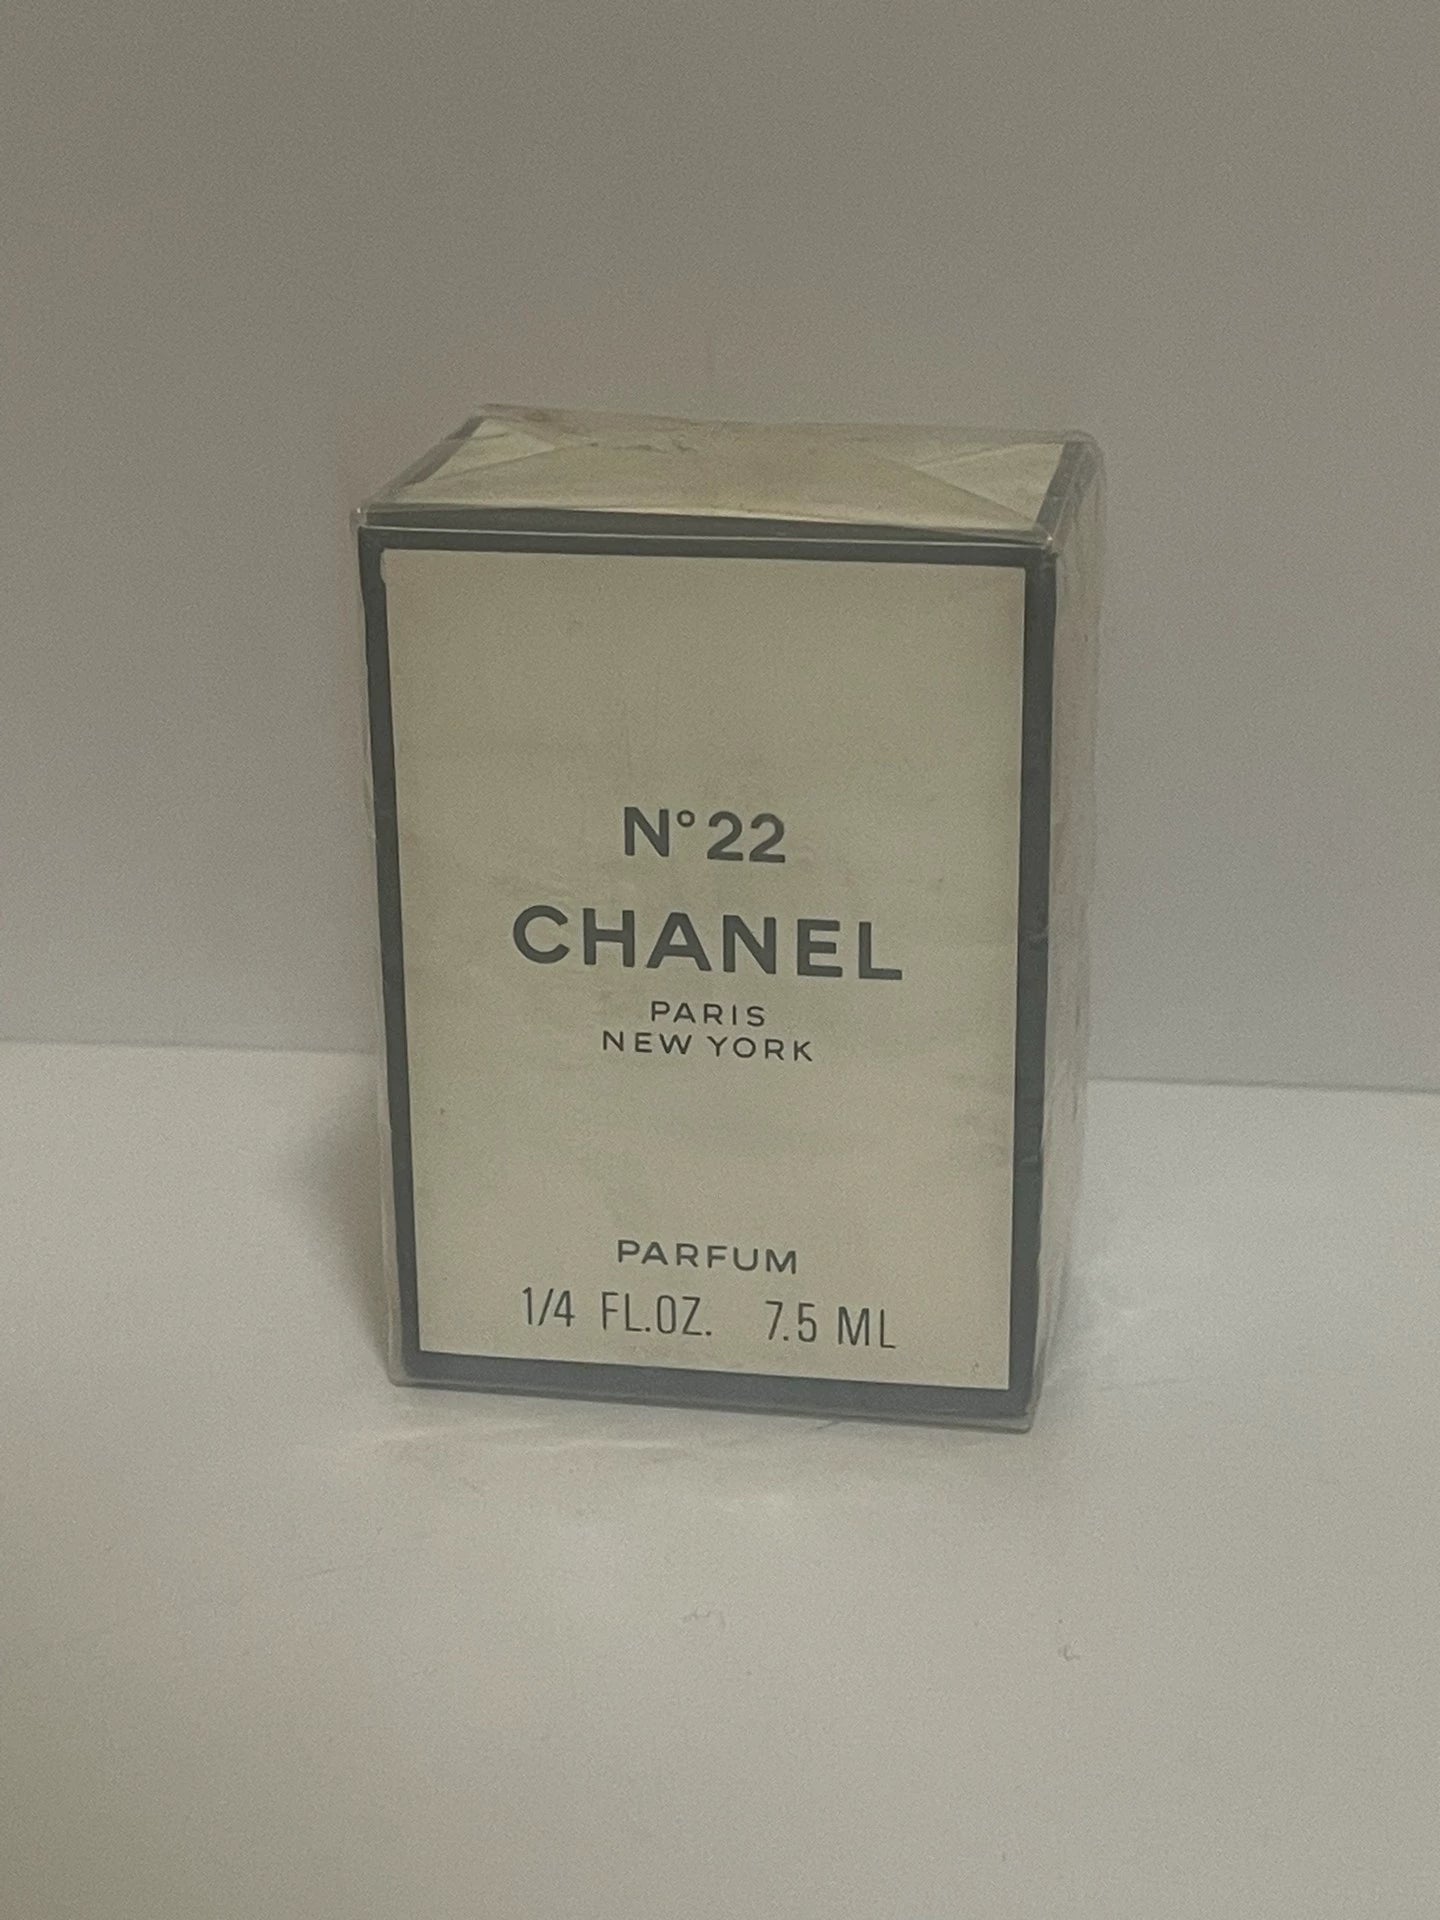 N°22
CHANEL
PARIS
NEW YORK
PARFUM
1/4 FL.OZ. 7.5 ML